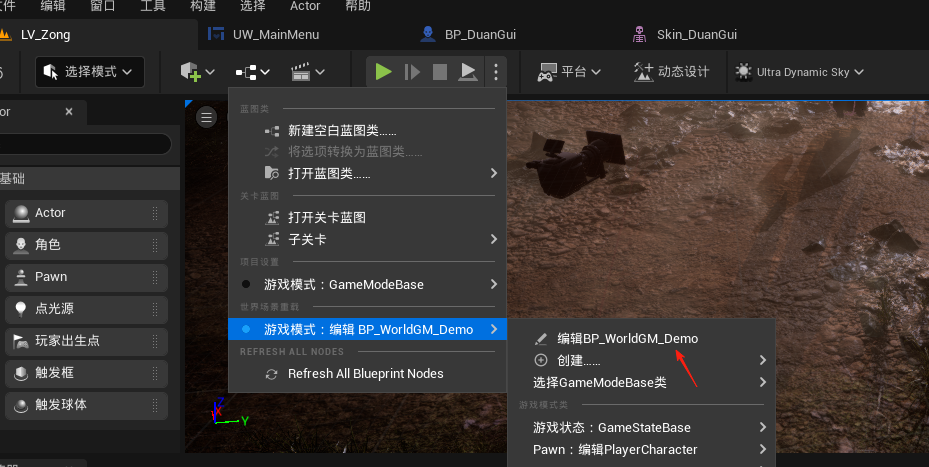 文件 编辑 窗口 工具 构建 选择 Actor 帮助
LV_Zong UW_MainMenu BP_DuanGui Skin_DuanGui
选择模式 平台 动态设计 Ultra Dynamic Sky
基础
Actor
角色
Pawn
点光源
玩家出生点
触发框
触发球体
蓝图类
新建空白蓝图类……
将选项转换为蓝图类……
打开蓝图类……
关卡蓝图
打开关卡蓝图
子关卡
项目设置
游戏模式：GameModeBase
世界场景重载
游戏模式：编辑 BP_WorldGM_Demo
REFRESH ALL NODES
Refresh All Blueprint Nodes
编辑BP_WorldGM_Demo
创建……
选择GameModeBase类
游戏模式类
游戏状态：GameStateBase
Pawn：编辑PlayerCharacter
Z
X
Y